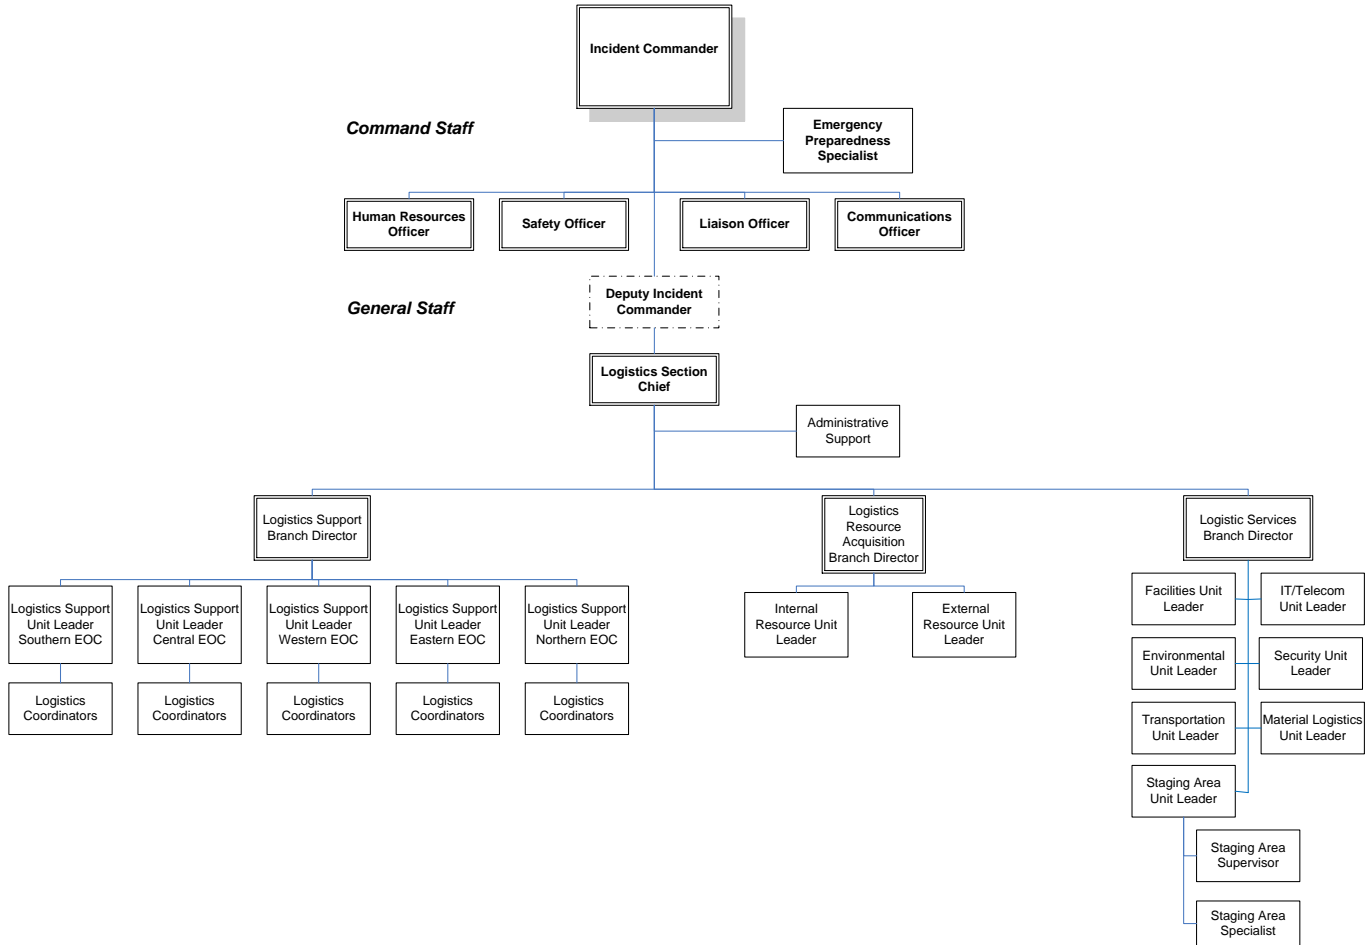 Incident Commander
Command Staff
Emergency
Preparedness
Specialist
Human Resources
Officer
Safety Officer
Liaison Officer
Communications
Officer
General Staff
Deputy Incident
Commander
Logistics Section
Chief
Administrative
Support
Logistics Support
Branch Director
Logistics
Resource
Acquisition
Branch Director
Logistic Services
Branch Director
Logistics Support
Unit Leader
Southern EOC
Logistics Support
Unit Leader
Central EOC
Logistics Support
Unit Leader
Western EOC
Logistics Support
Unit Leader
Eastern EOC
Logistics Support
Unit Leader
Northern EOC
Internal
Resource Unit
Leader
External
Resource Unit
Leader
Facilities Unit
Leader
IT/Telecom
Unit Leader
Environmental
Unit Leader
Security Unit
Leader
Logistics
Coordinators
Logistics
Coordinators
Logistics
Coordinators
Logistics
Coordinators
Logistics
Coordinators
Transportation
Unit Leader
Material Logistics
Unit Leader
Staging Area
Unit Leader
Staging Area
Supervisor
Staging Area
Specialist